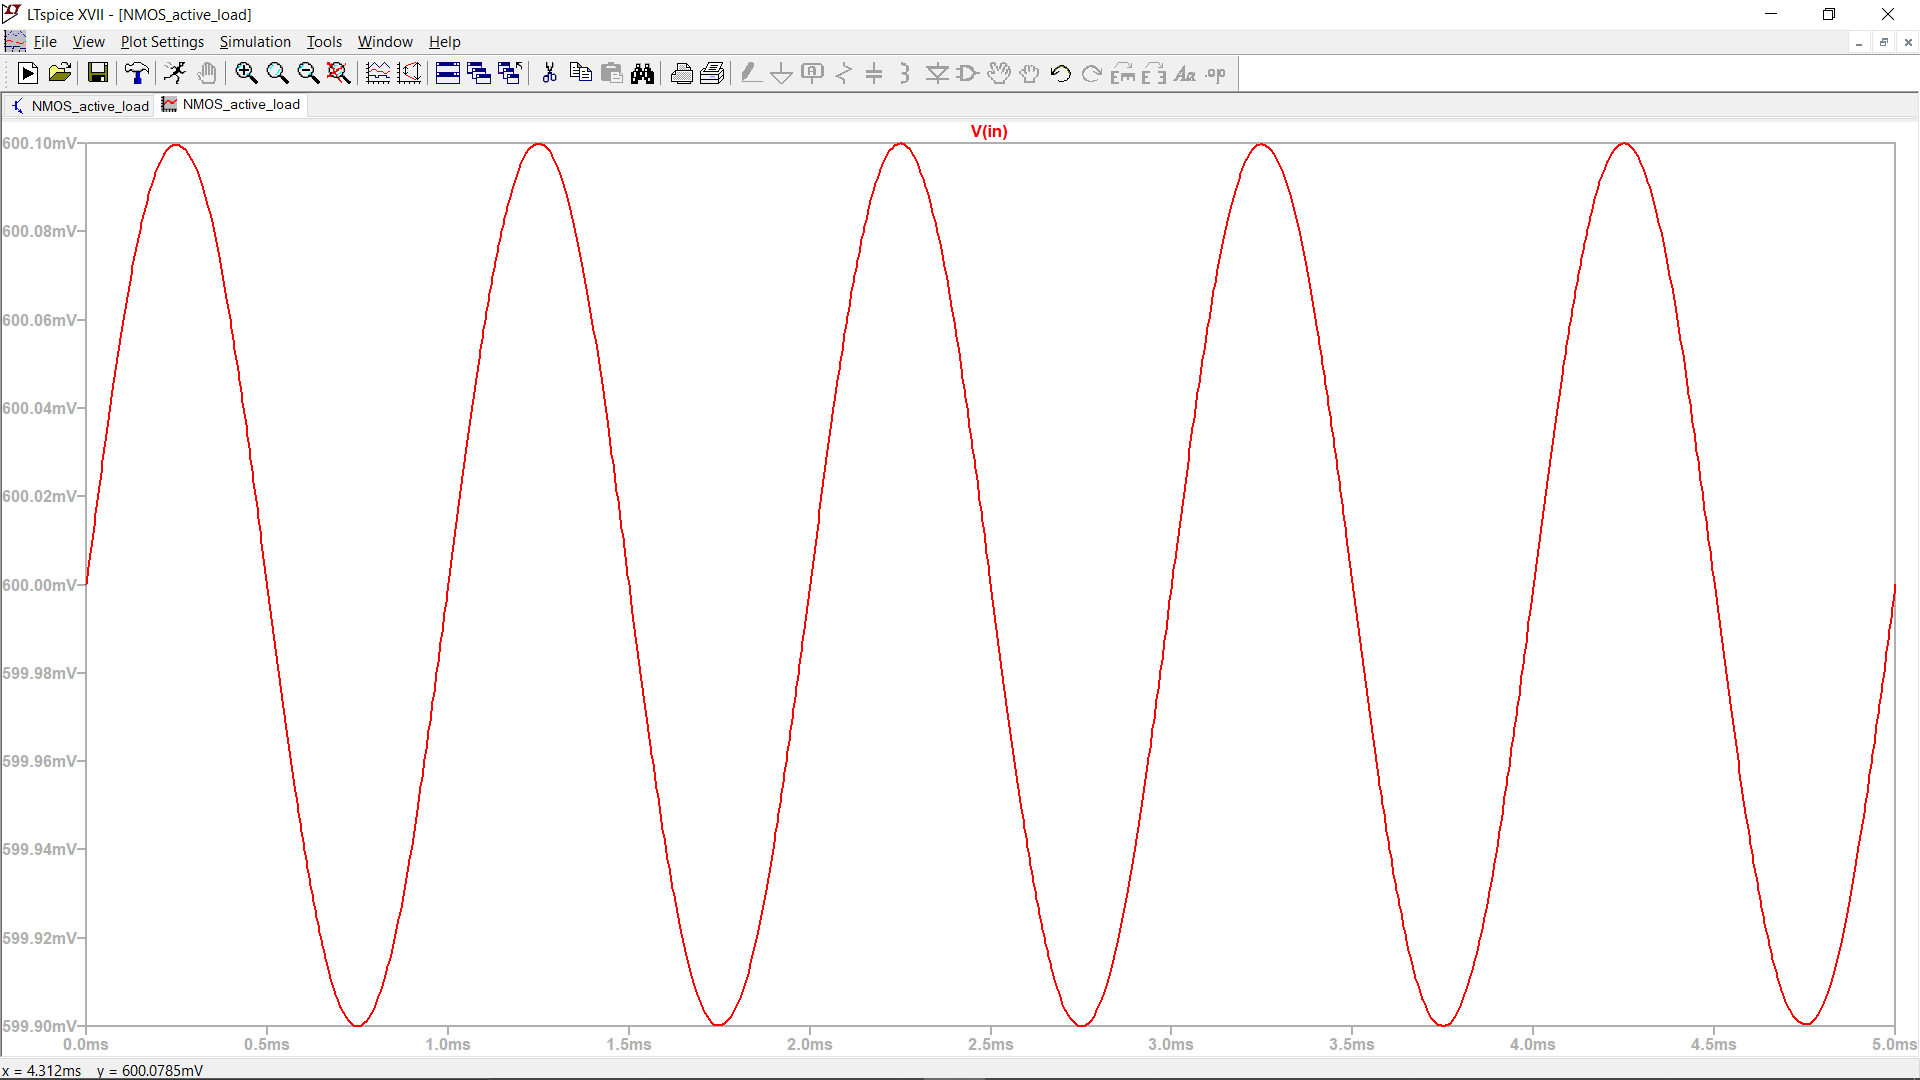 LTspice XVII - [NMOS_active_load]
File View Plot Settings Simulation Tools Window Help
A Aa .op
NMOS_active_load NMOS_active_load
V(in)
600.10mV
600.08mV
600.06mV
600.04mV
600.02mV
600.00mV
599.98mV
599.96mV
599.94mV
599.92mV
599.90mV
0.0ms 0.5ms 1.0ms 1.5ms 2.0ms 2.5ms 3.0ms 3.5ms 4.0ms 4.5ms 5.0ms
x = 4.312ms y = 600.0785mV